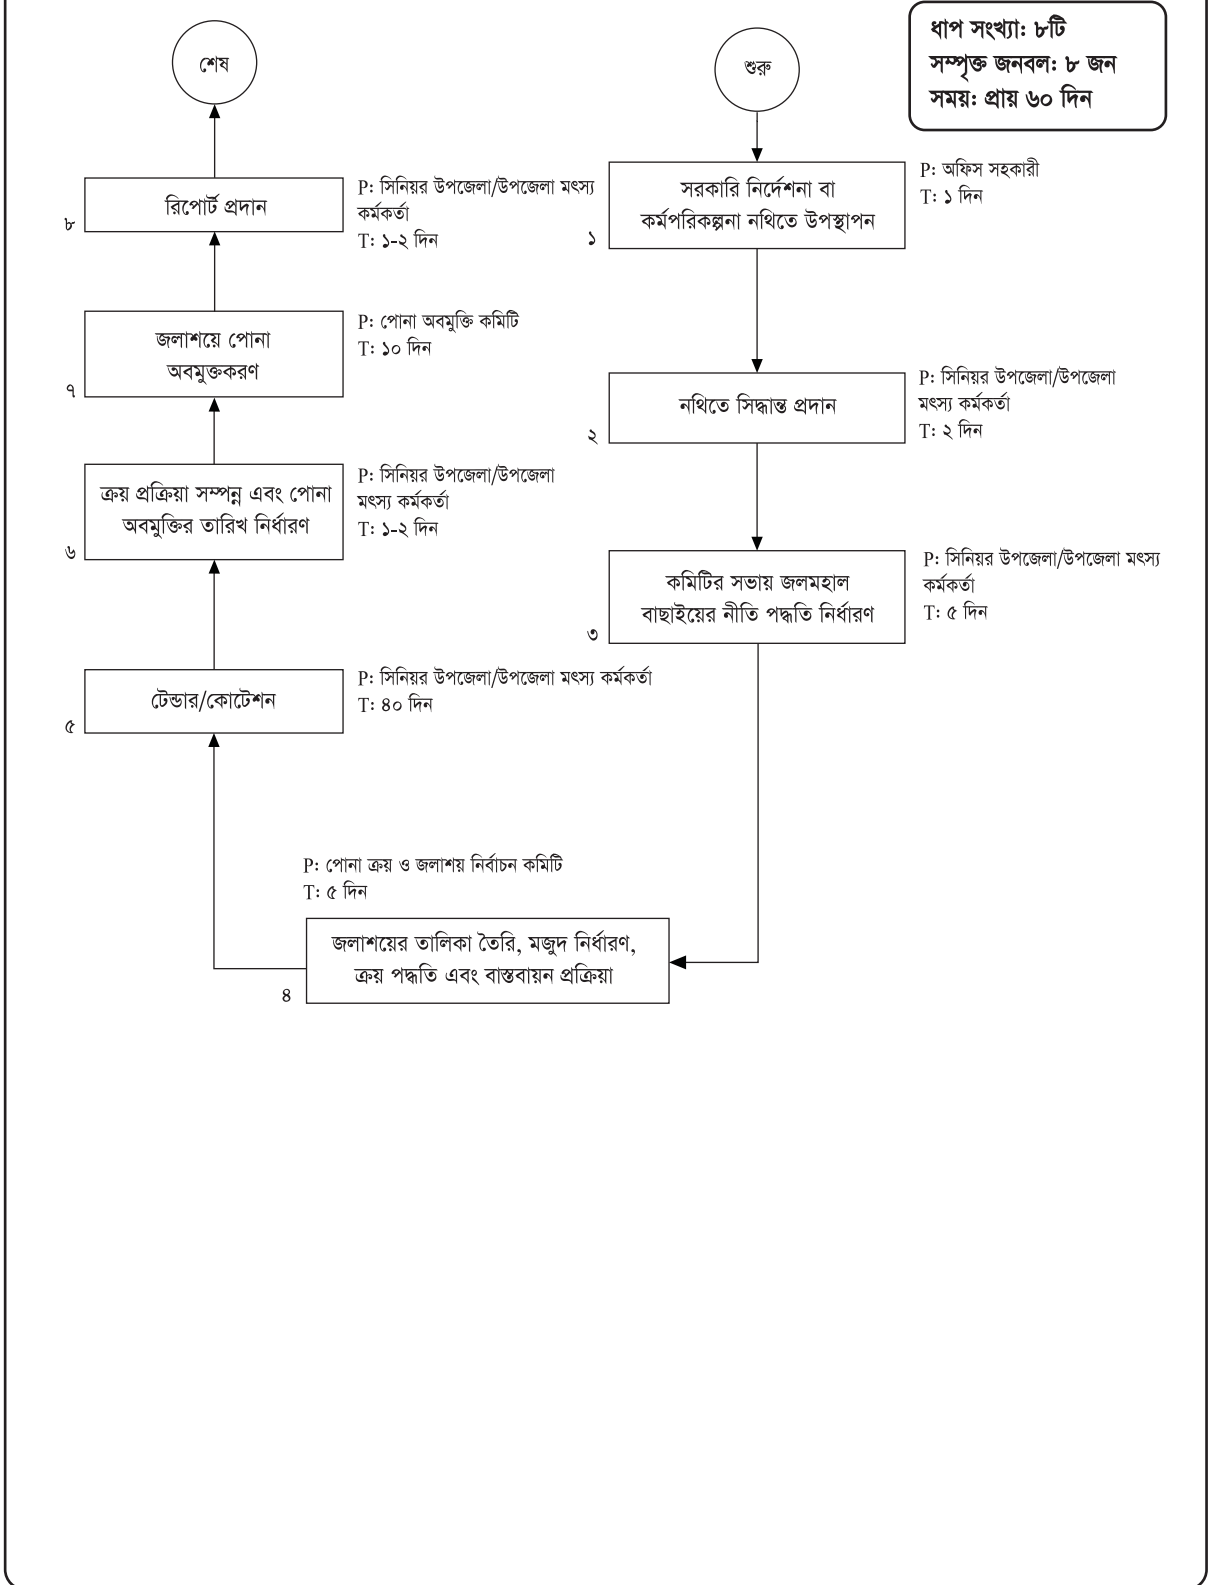 ধাপ সংখ্যা: ৮টি
সম্পৃক্ত জনবল: ৮ জন
সময়: প্রায় ৬০ দিন
শুরু
সরকারি নির্দেশনা বা
কর্মপরিকল্পনা নথিতে উপস্থাপন
১
P: অফিস সহকারী
T: ১ দিন
নথিতে সিদ্ধান্ত প্রদান
২
P: সিনিয়র উপজেলা/উপজেলা
মৎস্য কর্মকর্তা
T: ২ দিন
কমিটির সভায় জলমহাল
বাছাইয়ের নীতি পদ্ধতি নির্ধারণ
৩
P: সিনিয়র উপজেলা/উপজেলা মৎস্য
কর্মকর্তা
T: ৫ দিন
P: পোনা ক্রয় ও জলাশয় নির্বাচন কমিটি
T: ৫ দিন
জলাশয়ের তালিকা তৈরি, মজুদ নির্ধারণ,
ক্রয় পদ্ধতি এবং বাস্তবায়ন প্রক্রিয়া
৪
টেন্ডার/কোটেশন
৫
P: সিনিয়র উপজেলা/উপজেলা মৎস্য কর্মকর্তা
T: ৪০ দিন
ক্রয় প্রক্রিয়া সম্পন্ন এবং পোনা
অবমুক্তির তারিখ নির্ধারণ
৬
P: সিনিয়র উপজেলা/উপজেলা
মৎস্য কর্মকর্তা
T: ১-২ দিন
জলাশয়ে পোনা
অবমুক্তকরণ
৭
P: পোনা অবমুক্তি কমিটি
T: ১০ দিন
রিপোর্ট প্রদান
৮
P: সিনিয়র উপজেলা/উপজেলা মৎস্য
কর্মকর্তা
T: ১-২ দিন
শেষ